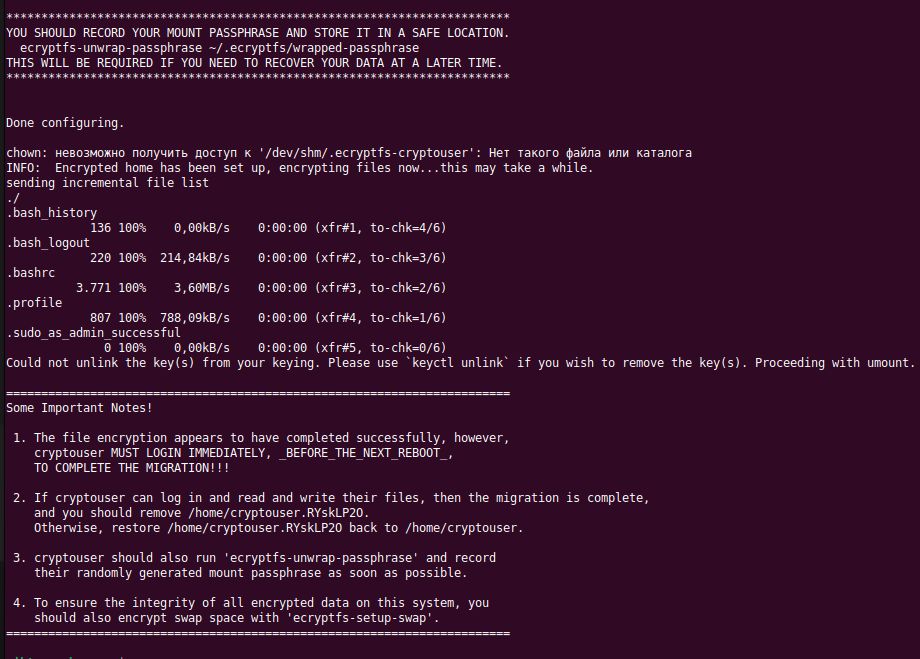 ************************************************************************
YOU SHOULD RECORD YOUR MOUNT PASSPHRASE AND STORE IT IN A SAFE LOCATION.
  ecryptfs-unwrap-passphrase ~/.ecryptfs/wrapped-passphrase
THIS WILL BE REQUIRED IF YOU NEED TO RECOVER YOUR DATA AT A LATER TIME.
************************************************************************
Done configuring.
chown: невозможно получить доступ к '/dev/shm/.ecryptfs-cryptouser': Нет такого файла или каталога
INFO:  Encrypted home has been set up, encrypting files now...this may take a while.
sending incremental file list
./
.bash_history
            136 100%    0,00kB/s    0:00:00 (xfr#1, to-chk=4/6)
.bash_logout
            220 100%  214,84kB/s    0:00:00 (xfr#2, to-chk=3/6)
.bashrc
          3.771 100%    3,60MB/s    0:00:00 (xfr#3, to-chk=2/6)
.profile
            807 100%  788,09kB/s    0:00:00 (xfr#4, to-chk=1/6)
.sudo_as_admin_successful
              0 100%    0,00kB/s    0:00:00 (xfr#5, to-chk=0/6)
Could not unlink the key(s) from your keying. Please use `keyctl unlink` if you wish to remove the key(s). Proceeding with umount.
========================================================================
Some Important Notes!
 1. The file encryption appears to have completed successfully, however,
    cryptouser MUST LOGIN IMMEDIATELY, _BEFORE_THE_NEXT_REBOOT_,
    TO COMPLETE THE MIGRATION!!!
 2. If cryptouser can log in and read and write their files, then the migration is complete,
    and you should remove /home/cryptouser.RYskLP2O.
    Otherwise, restore /home/cryptouser.RYskLP2O back to /home/cryptouser.
 3. cryptouser should also run 'ecryptfs-unwrap-passphrase' and record
    their randomly generated mount passphrase as soon as possible.
 4. To ensure the integrity of all encrypted data on this system, you
    should also encrypt swap space with 'ecryptfs-setup-swap'.
========================================================================